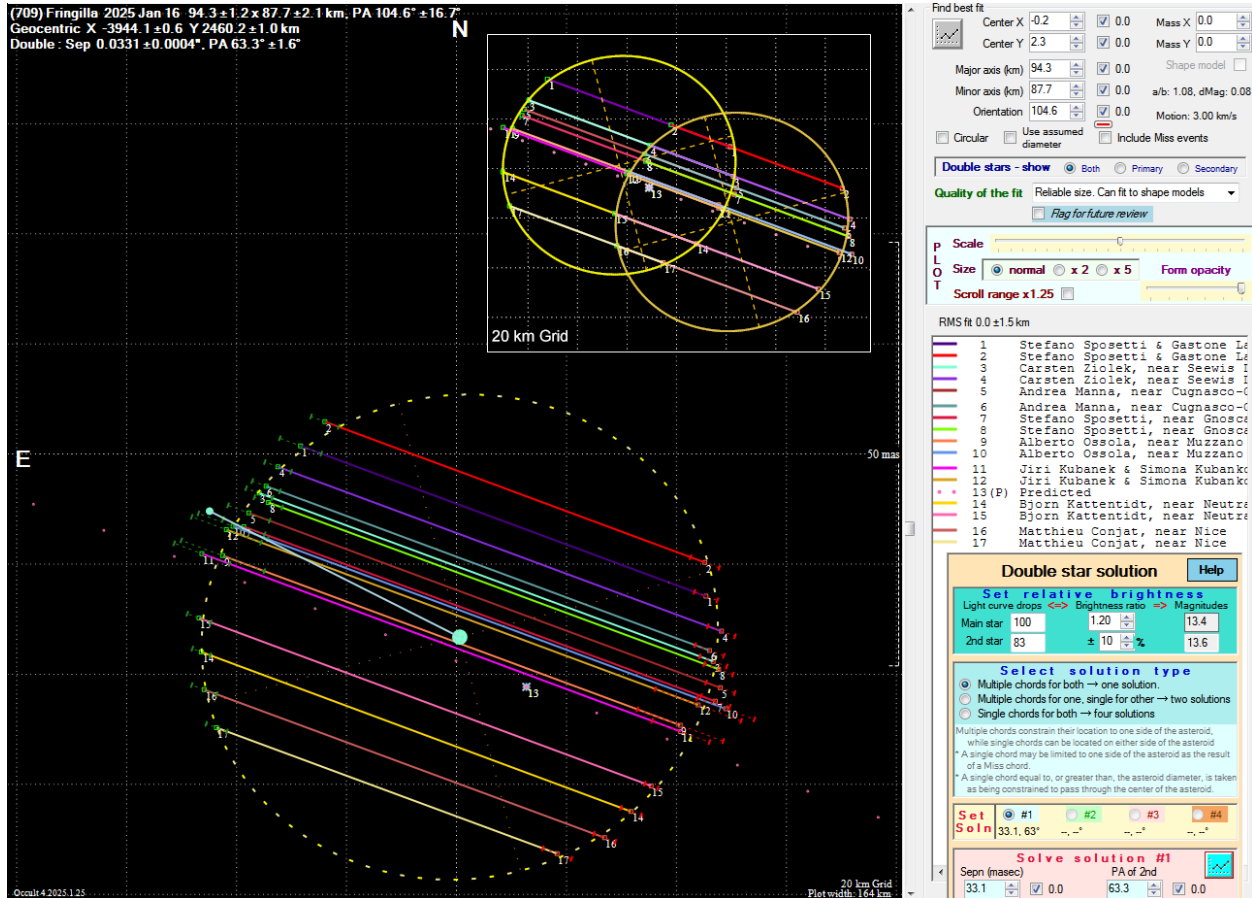 (709) Fringilla 2025 Jan 16 94.3±1.2 x 87.7±2.1 km, PA 104.6° ±16.7°
Geocentric X -3944.1 ±0.6 Y 2460.2 ±1.0 km
Double : Sep 0.0331 ±0.0004", PA 63.3° ±1.6°
N
E
20 km Grid
50 mas
20 km Grid
Plot width: 164 km
Occult 4.2025.1.25
Find best fit
Center X -0.2 0.0 Mass X 0.0
Center Y 2.3 0.0 Mass Y 0.0
Major axis (km) 94.3 0.0 Shape model
Minor axis (km) 87.7 0.0 a/b: 1.08, dMag: 0.08
Orientation 104.6 0.0 Motion: 3.00 km/s
Circular Use assumed diameter Include Miss events
Double stars - show Both Primary Secondary
Quality of the fit Reliable size. Can fit to shape models
Flag for future review
PLOT
Scale
Size normal x 2 x 5 Form opacity
Scroll range x1.25
RMS fit 0.0 ±1.5 km
1 Stefano Sposetti & Gastone La
2 Stefano Sposetti & Gastone La
3 Carsten Ziolek, near Seewis
4 Carsten Ziolek, near Seewis
5 Andrea Manna, near Cugnasco-
6 Andrea Manna, near Cugnasco-
7 Stefano Sposetti, near Gnosca
8 Stefano Sposetti, near Gnosca
9 Alberto Ossola, near Muzzano
10 Alberto Ossola, near Muzzano
11 Jiri Kubanek & Simona Kubanko
12 Jiri Kubanek & Simona Kubanko
13 (P) Predicted
14 Bjorn Kattentidt, near Neutra
15 Bjorn Kattentidt, near Neutra
16 Matthieu Conjat, near Nice
17 Matthieu Conjat, near Nice
Double star solution Help
Set relative brightness
Light curve drops <=> Brightness ratio => Magnitudes
Main star 100 1.20 13.4
2nd star 83 ± 10 % 13.6
Select solution type
Multiple chords for both → one solution.
Multiple chords for one, single for other → two solutions
Single chords for both → four solutions
Multiple chords constrain their location to one side of the asteroid,
while single chords can be located on either side of the asteroid
* A single chord may be limited to one side of the asteroid as the result
of a Miss chord.
* A single chord equal to, or greater than, the asteroid diameter, is taken
as being constrained to pass through the center of the asteroid.
Set #1 #2 #3 #4
Soln 33.1, 63° --, --° --, --° --, --°
Solve solution #1
Sepn (masec) PA of 2nd
33.1 0.0 63.3 0.0